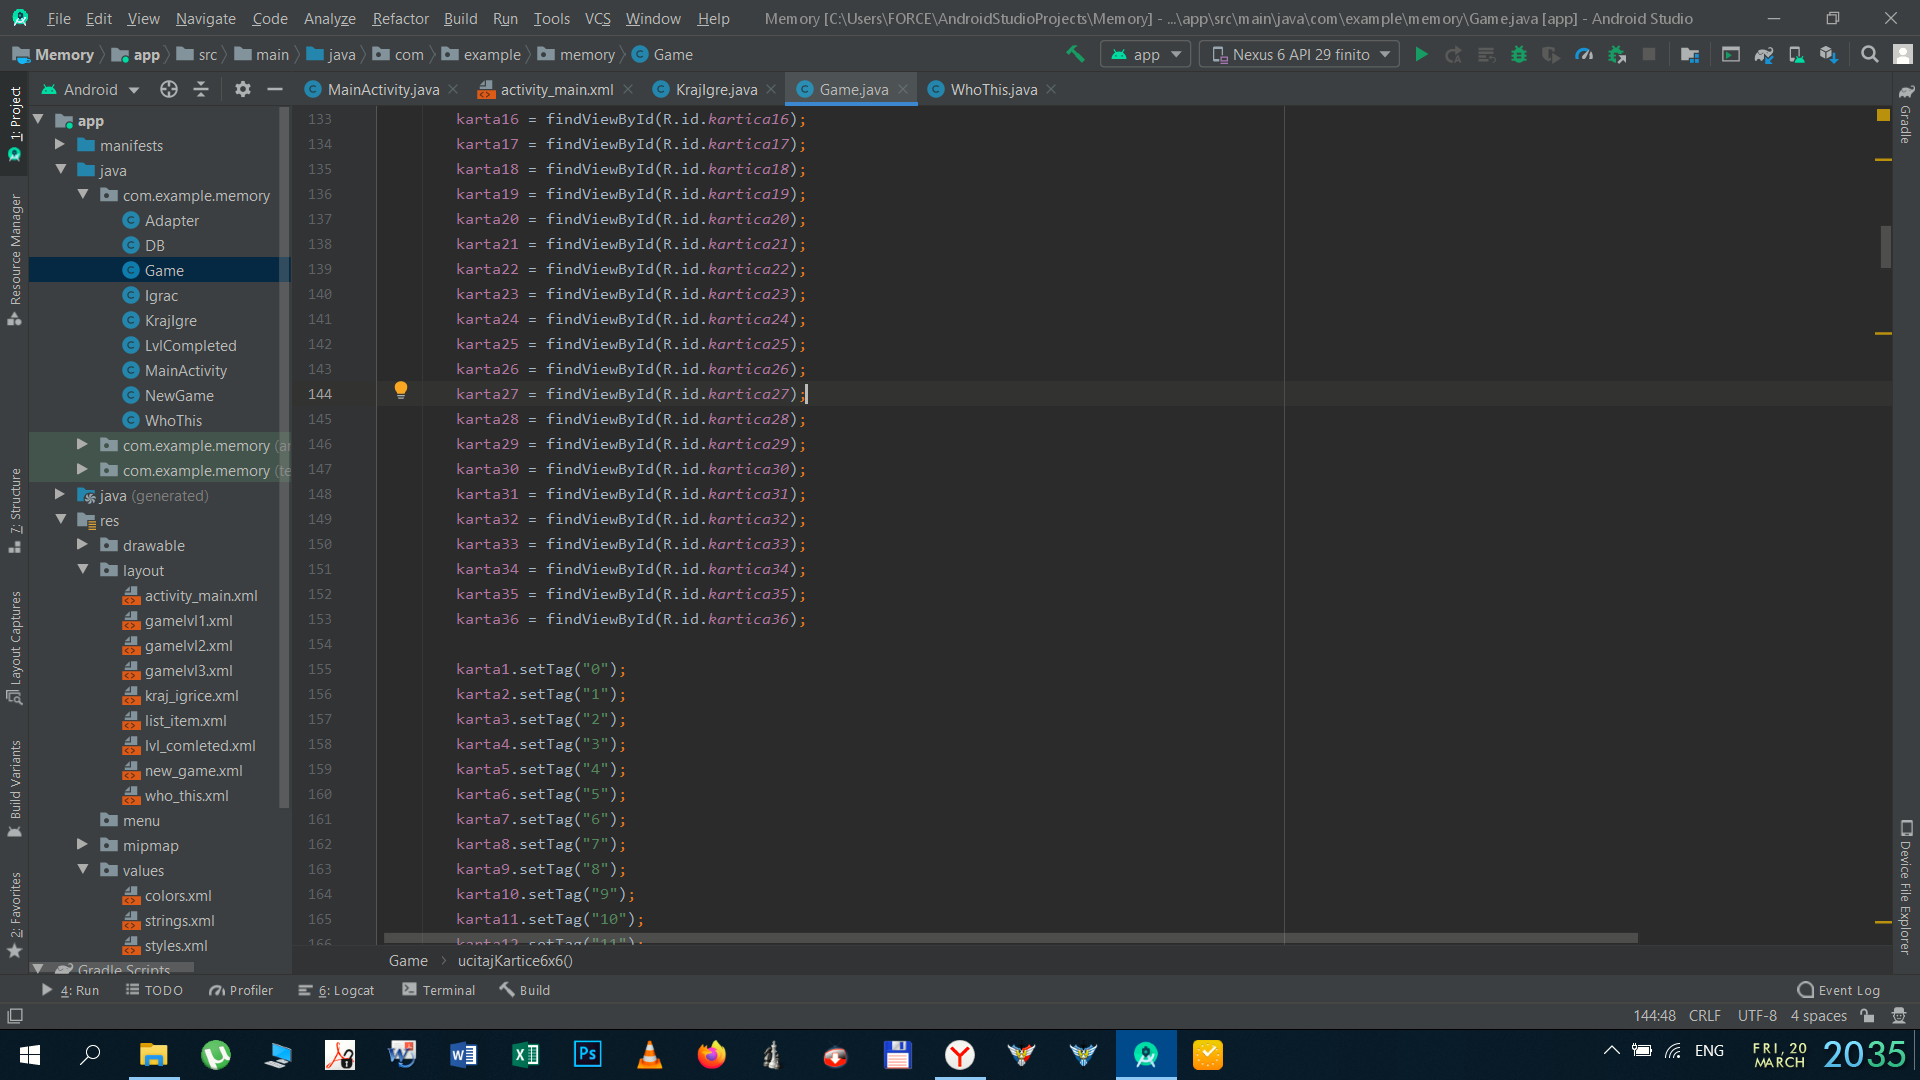 File Edit View Navigate Code Analyze Refactor Build Run Tools VCS Window Help Memory [C:\Users\FORCE\AndroidStudioProjects\Memory] - ...\app\src\main\java\com\example\memory\Game.java [app] - Android Studio
Memory app src main java com example memory Game app Nexus 6 API 29 finito
Android MainActivity.java activity_main.xml KrajIgre.java Game.java WhoThis.java
1: Project
Resource Manager
7: Structure
Layout Captures
Build Variants
2: Favorites
app
manifests
java
com.example.memory
Adapter
DB
Game
Igrac
KrajIgre
LvlCompleted
MainActivity
NewGame
WhoThis
com.example.memory (a
com.example.memory (te
java (generated)
res
drawable
layout
activity_main.xml
gamelvl1.xml
gamelvl2.xml
gamelvl3.xml
kraj_igrice.xml
list_item.xml
lvl_comleted.xml
new_game.xml
who_this.xml
menu
mipmap
values
colors.xml
strings.xml
styles.xml
Gradle Scripts
133 karta16 = findViewById(R.id.kartica16);
134 karta17 = findViewById(R.id.kartica17);
135 karta18 = findViewById(R.id.kartica18);
136 karta19 = findViewById(R.id.kartica19);
137 karta20 = findViewById(R.id.kartica20);
138 karta21 = findViewById(R.id.kartica21);
139 karta22 = findViewById(R.id.kartica22);
140 karta23 = findViewById(R.id.kartica23);
141 karta24 = findViewById(R.id.kartica24);
142 karta25 = findViewById(R.id.kartica25);
143 karta26 = findViewById(R.id.kartica26);
144 karta27 = findViewById(R.id.kartica27);
145 karta28 = findViewById(R.id.kartica28);
146 karta29 = findViewById(R.id.kartica29);
147 karta30 = findViewById(R.id.kartica30);
148 karta31 = findViewById(R.id.kartica31);
149 karta32 = findViewById(R.id.kartica32);
150 karta33 = findViewById(R.id.kartica33);
151 karta34 = findViewById(R.id.kartica34);
152 karta35 = findViewById(R.id.kartica35);
153 karta36 = findViewById(R.id.kartica36);
154
155 karta1.setTag("0");
156 karta2.setTag("1");
157 karta3.setTag("2");
158 karta4.setTag("3");
159 karta5.setTag("4");
160 karta6.setTag("5");
161 karta7.setTag("6");
162 karta8.setTag("7");
163 karta9.setTag("8");
164 karta10.setTag("9");
165 karta11.setTag("10");
166 karta12.setTag("11");
Game ucitajKartice6x6()
Gradle
Device File Explorer
4: Run TODO Profiler 6: Logcat Terminal Build Event Log
144:48 CRLF UTF-8 4 spaces
ENG FRI, 20 MARCH 2035